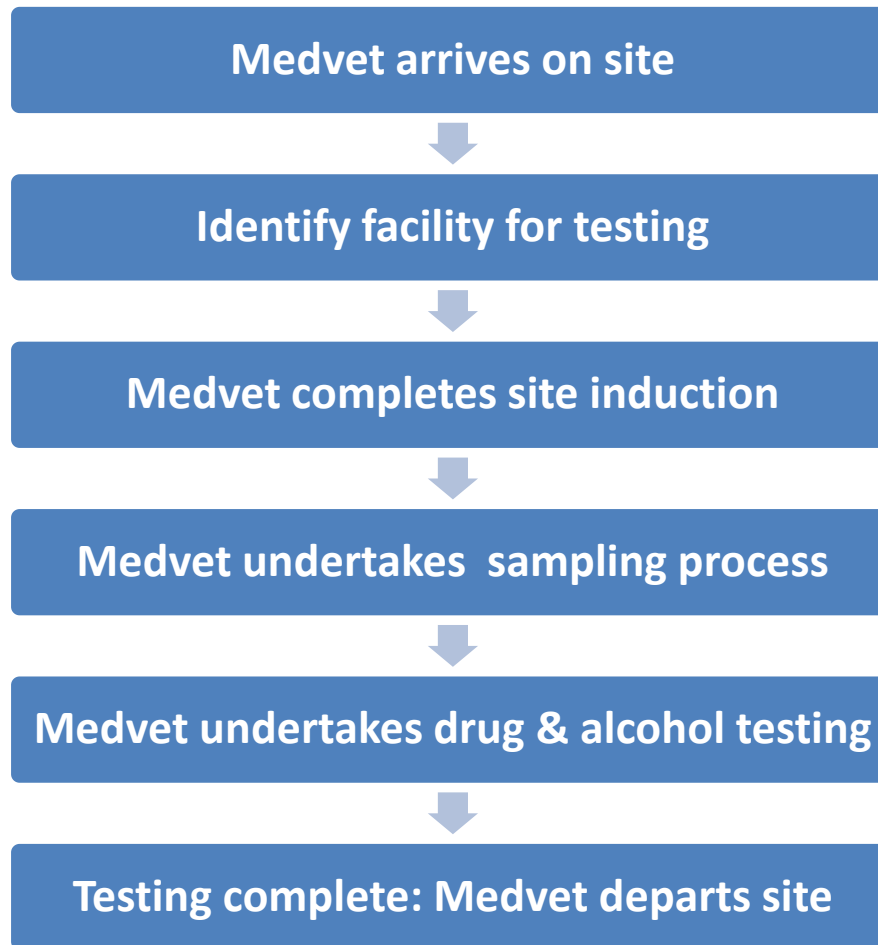 Medvet arrives on site
Identify facility for testing
Medvet completes site induction
Medvet undertakes  sampling process
Medvet undertakes drug & alcohol testing
Testing complete: Medvet departs site